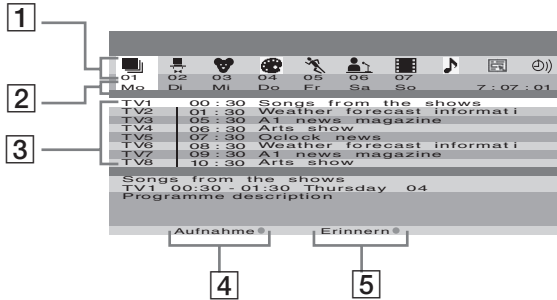 1
01 02 03 04 05 06 07
2
Mo Di Mi Do Fr Sa So 7 : 07 : 01
TV1 00 : 30 Songs from the shows
TV2 01 : 30 Weather forecast informati
TV3 05 : 30 A1 news magazine
3
TV4 06 : 30 Arts show
TV5 07 : 30 Oclock news
TV6 08 : 30 Weather forecast informati
TV7 09 : 30 A1 news magazine
TV8 10 : 30 Arts show
Songs from the shows
TV1 00:30 - 01:30 Thursday 04
Programme description
Aufnahme Erinnern
4 5